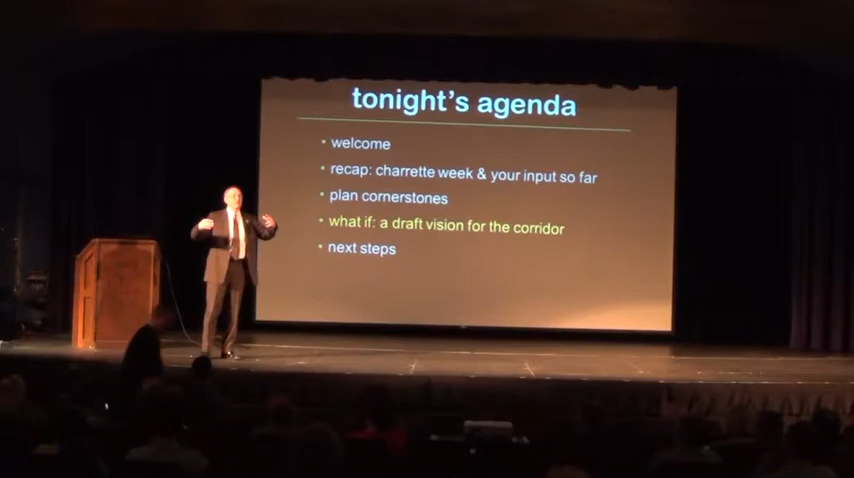 tonight's agenda
• welcome
• recap: charrette week & your input so far
• plan cornerstones
• what if: a draft vision for the corridor
• next steps